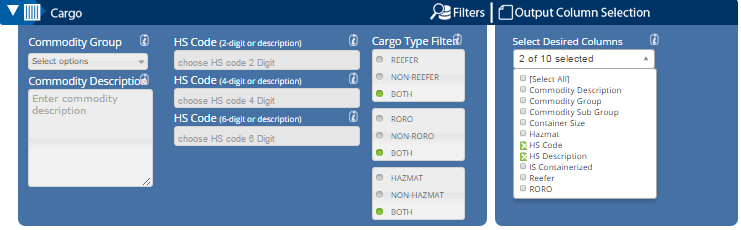 Cargo
Filters
Output Column Selection
Commodity Group
Select options
Commodity Description
Enter commodity
description
HS Code (2-digit or description)
choose HS code 2 Digit
HS Code (4-digit or description)
choose HS code 4 Digit
HS Code (6-digit or description)
choose HS code 6 Digit
Cargo Type Filter
REEFER
NON-REEFER
BOTH
RORO
NON-RORO
BOTH
HAZMAT
NON-HAZMAT
BOTH
Select Desired Columns
2 of 10 selected
[Select All]
Commodity Description
Commodity Group
Commodity Sub Group
Container Size
Hazmat
HS Code
HS Description
IS Containerized
Reefer
RORO